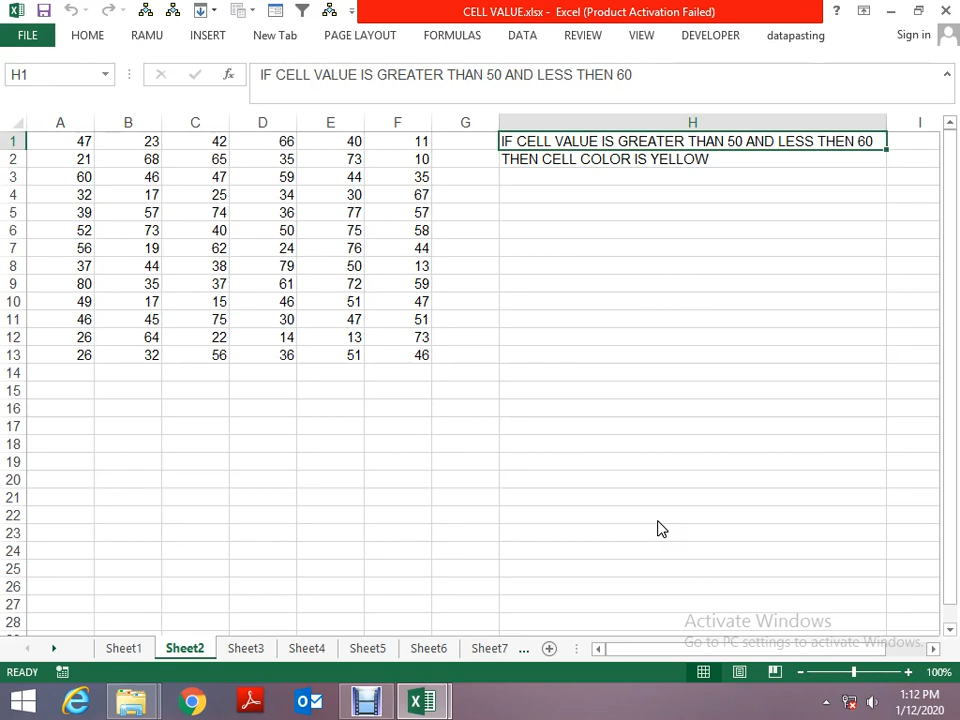 CELL VALUE.xlsx - Excel (Product Activation Failed)
FILE HOME RAMU INSERT New Tab PAGE LAYOUT FORMULAS DATA REVIEW VIEW DEVELOPER datapasting Sign in
H1 fx IF CELL VALUE IS GREATER THAN 50 AND LESS THEN 60
A B C D E F G H I
1 47 23 42 66 40 11 IF CELL VALUE IS GREATER THAN 50 AND LESS THEN 60
2 21 68 65 35 73 10 THEN CELL COLOR IS YELLOW
3 60 46 47 59 44 35
4 32 17 25 34 30 67
5 39 57 74 36 77 57
6 52 73 40 50 75 58
7 56 19 62 24 76 44
8 37 44 38 79 50 13
9 80 35 37 61 72 59
10 49 17 15 46 51 47
11 46 45 75 30 47 51
12 26 64 22 14 13 73
13 26 32 56 36 51 46
14
15
16
17
18
19
20
21
22
23
24
25
26
27
28
Activate Windows
Go to PC settings to activate Windows.
Sheet1 Sheet2 Sheet3 Sheet4 Sheet5 Sheet6 Sheet7 ...
READY 100%
1:12 PM
1/12/2020